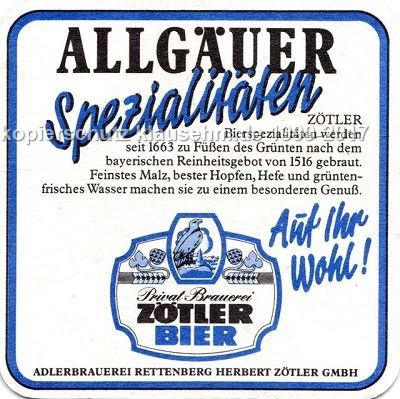 ALLGÄUER
Spezialitäten
ZÖTLER
Bierspezialitäten werden
seit 1663 zu Füßen des Grünten nach dem
bayerischen Reinheitsgebot von 1516 gebraut.
Feinstes Malz, bester Hopfen, Hefe und grünten-
frisches Wasser machen sie zu einem besonderen Genuß.
Auf Ihr
Wohl!
Privat-Brauerei
ZÖTLER
BIER
ADLERBRAUEREI RETTENBERG HERBERT ZÖTLER GMBH